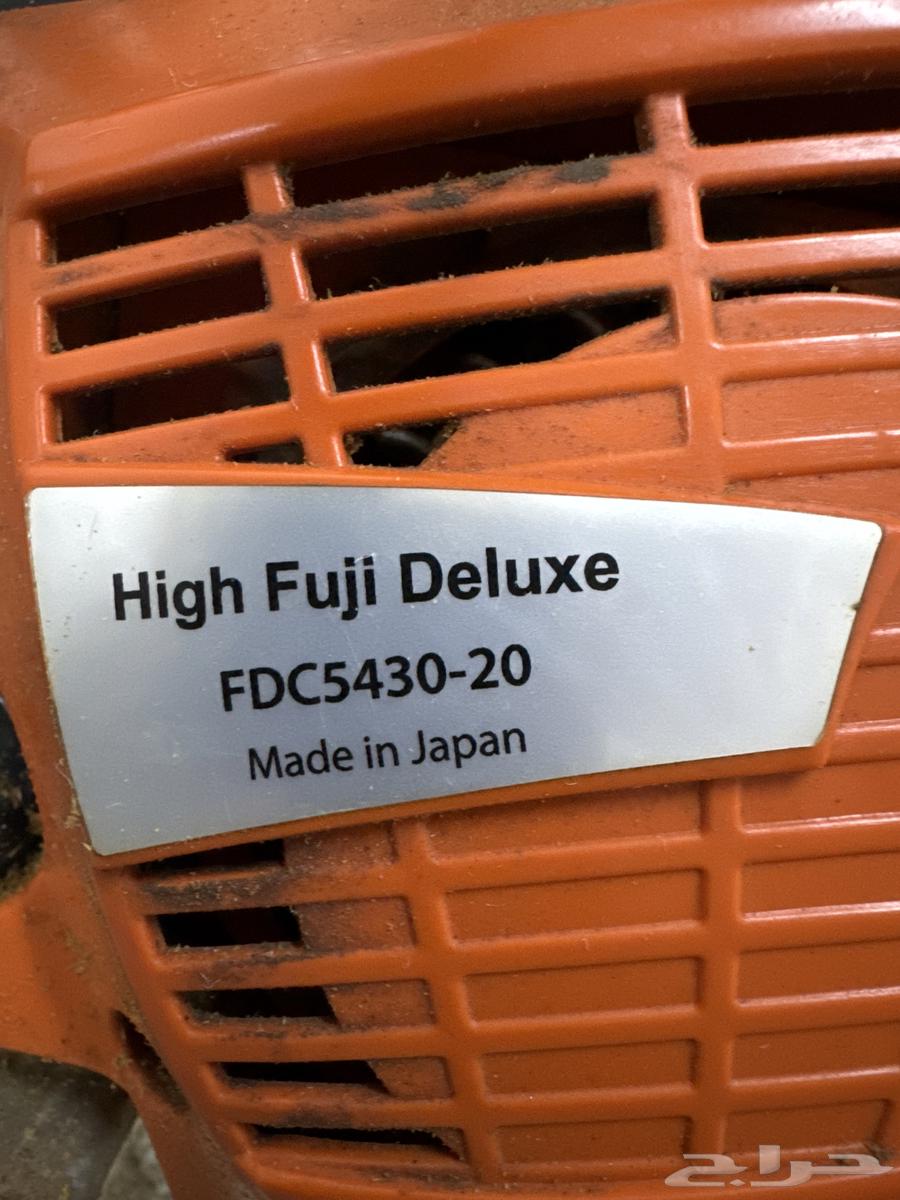 High Fuji Deluxe
FDC5430-20
Made in Japan
حراج